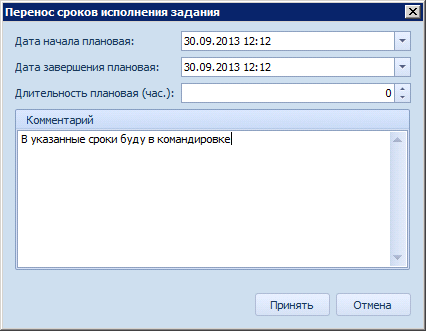 Перенос сроков исполнения задания
Дата начала плановая: 30.09.2013 12:12
Дата завершения плановая: 30.09.2013 12:12
Длительность плановая (час.): 0
Комментарий
В указанные сроки буду в командировке
Принять Отмена